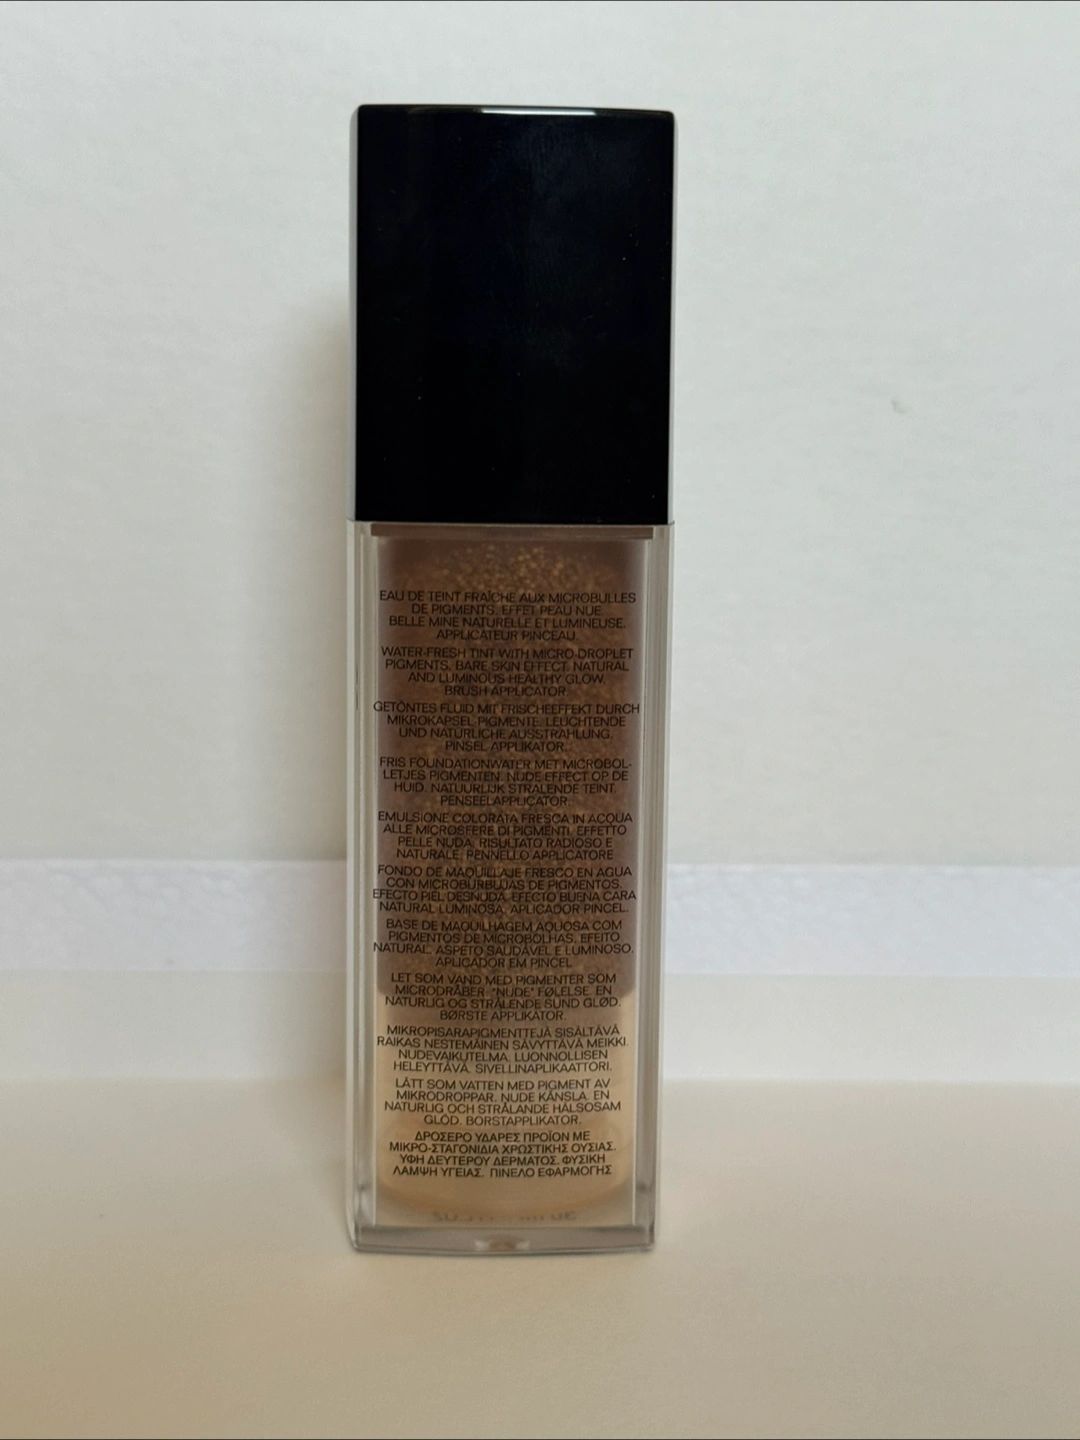 EAU DE TEINT FRAÎCHE AUX MICROBULLES
DE PIGMENTS. EFFET PEAU NUE.
BELLE MINE NATURELLE ET LUMINEUSE.
APPLICATEUR PINCEAU.
WATER-FRESH TINT WITH MICRO-DROPLET
PIGMENTS. BARE SKIN EFFECT. NATURAL
AND LUMINOUS HEALTHY GLOW.
BRUSH APPLICATOR.
GETÖNTES FLUID MIT FRISCHEEFFEKT DURCH
MIKROKAPSEL-PIGMENTE. LEUCHTENDE
UND NATÜRLICHE AUSSTRAHLUNG.
PINSEL APPLIKATOR.
FRIS FOUNDATIONWATER MET MICROBOL-
LETJES PIGMENTEN. NUDE EFFECT OP DE
HUID. NATUURLIJK STRALENDE TEINT.
PENSEELAPPLICATOR.
EMULSIONE COLORATA FRESCA IN ACQUA
ALLE MICROSFERE DI PIGMENTI. EFFETTO
PELLE NUDA. RISULTATO RADIOSO E
NATURALE. PENNELLO APPLICATORE
FONDO DE MAQUILLAJE FRESCO EN AGUA
CON MICROBURBUJAS DE PIGMENTOS.
EFECTO PIEL DESNUDA. EFECTO BUENA CARA
NATURAL LUMINOSA. APLICADOR PINCEL.
BASE DE MAQUILHAGEM AQUOSA COM
PIGMENTOS DE MICROBOLHAS. EFEITO
NATURAL. ASPETO SAUDÁVEL E LUMINOSO.
APLICADOR EM PINCEL
LET SOM VAND MED PIGMENTER SOM
MICRODRÅBER. "NUDE" FØLELSE. EN
NATURLIG OG STRÅLENDE SUND GLØD.
BØRSTE APPLIKATOR.
MIKROPISARAPIGMENTTEJÄ SISÄLTÄVÄ
RAIKAS NESTEMÄINEN SÄVYTTÄVÄ MEIKKI.
NUDEVAIKUTELMA. LUONNOLLISEN
HELEYTTÄVÄ. SIVELLINAPLIKAATTORI.
LÄTT SOM VATTEN MED PIGMENT AV
MIKRODROPPAR. NUDE KÄNSLA. EN
NATURLIG OCH STRÅLANDE HÄLSOSAM
GLÖD. BORSTAPPLIKATOR.
ΔΡΟΣΕΡΟ ΥΔΑΡΕΣ ΠΡΟΪΟΝ ΜΕ
ΜΙΚΡΟ-ΣΤΑΓΟΝΙΔΙΑ ΧΡΩΣΤΙΚΗΣ ΟΥΣΙΑΣ.
ΥΦΗ ΔΕΥΤΕΡΟΥ ΔΕΡΜΑΤΟΣ. ΦΥΣΙΚΗ
ΛΑΜΨΗ ΥΓΕΙΑΣ. ΠΙΝΕΛΟ ΕΦΑΡΜΟΓΗΣ